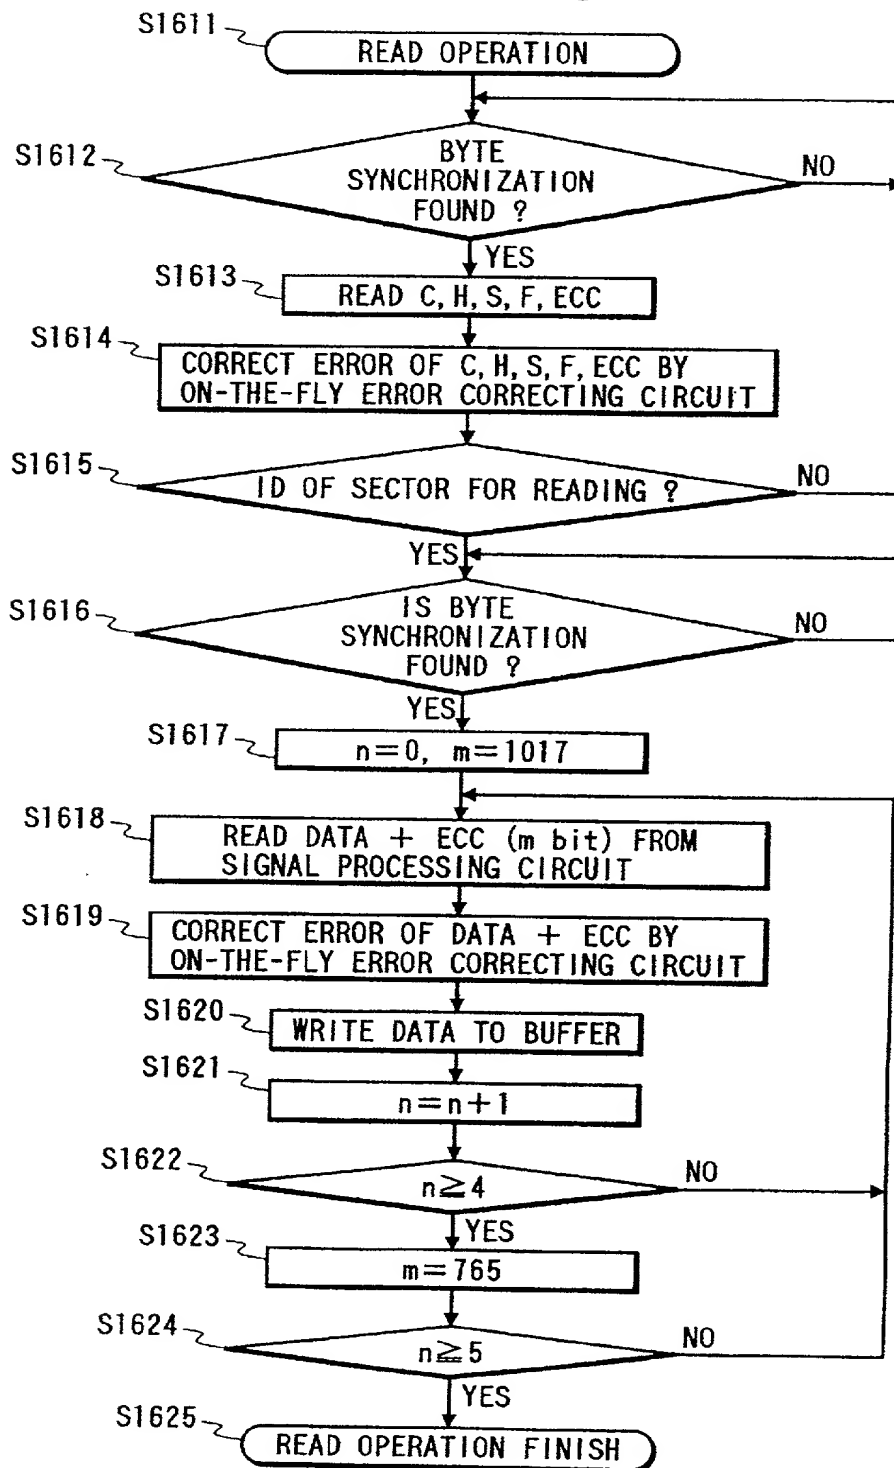 S1611
READ OPERATION
S1612
BYTE
SYNCHRONIZATION
FOUND ?
NO
YES
S1613
READ C, H, S, F, ECC
S1614
CORRECT ERROR OF C, H, S, F, ECC BY
ON-THE-FLY ERROR CORRECTING CIRCUIT
S1615
ID OF SECTOR FOR READING ?
NO
YES
S1616
IS BYTE
SYNCHRONIZATION
FOUND ?
NO
YES
S1617
n=0, m=1017
S1618
READ DATA + ECC (m bit) FROM
SIGNAL PROCESSING CIRCUIT
S1619
CORRECT ERROR OF DATA + ECC BY
ON-THE-FLY ERROR CORRECTING CIRCUIT
S1620
WRITE DATA TO BUFFER
S1621
n=n+1
S1622
n≧4
NO
YES
S1623
m=765
S1624
n≧5
NO
YES
S1625
READ OPERATION FINISH